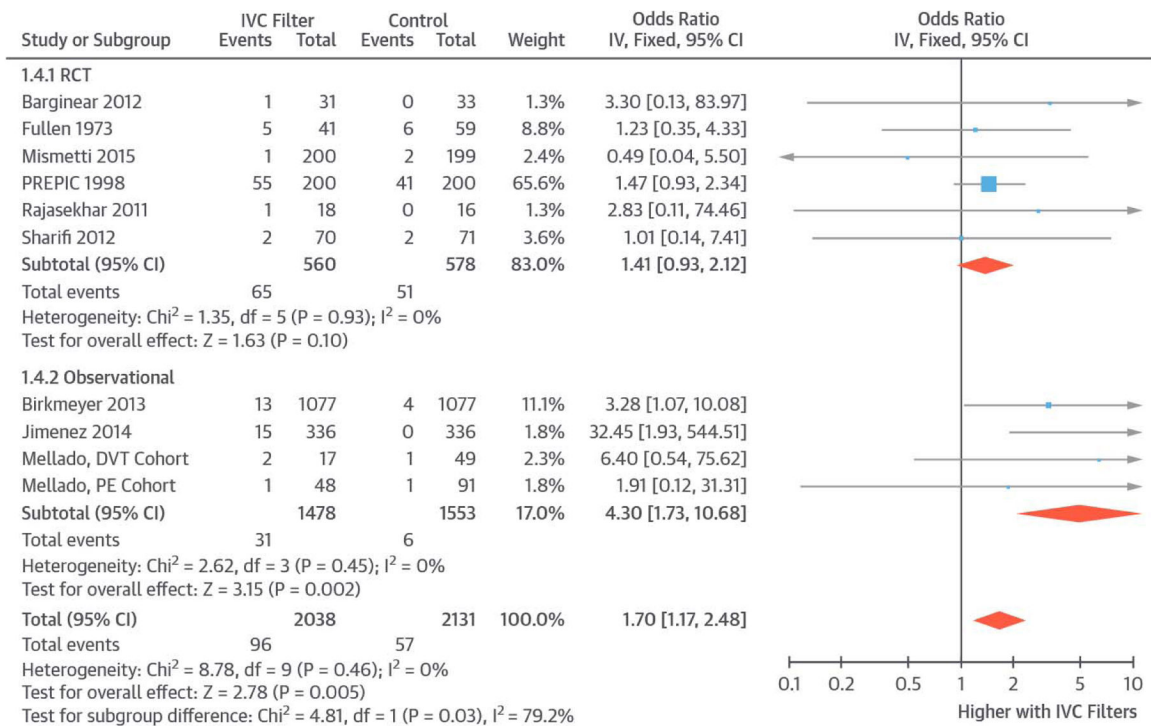 IVC Filter Control Odds Ratio Odds Ratio
Study or Subgroup Events Total Events Total Weight IV, Fixed, 95% CI IV, Fixed, 95% CI
1.4.1 RCT
Barginear 2012 1 31 0 33 1.3% 3.30 [0.13, 83.97]
Fullen 1973 5 41 6 59 8.8% 1.23 [0.35, 4.33]
Mismetti 2015 1 200 2 199 2.4% 0.49 [0.04, 5.50]
PREPIC 1998 55 200 41 200 65.6% 1.47 [0.93, 2.34]
Rajasekhar 2011 1 18 0 16 1.3% 2.83 [0.11, 74.46]
Sharifi 2012 2 70 2 71 3.6% 1.01 [0.14, 7.41]
Subtotal (95% CI) 560 578 83.0% 1.41 [0.93, 2.12]
Total events 65 51
Heterogeneity: Chi² = 1.35, df = 5 (P = 0.93); I² = 0%
Test for overall effect: Z = 1.63 (P = 0.10)
1.4.2 Observational
Birkmeyer 2013 13 1077 4 1077 11.1% 3.28 [1.07, 10.08]
Jimenez 2014 15 336 0 336 1.8% 32.45 [1.93, 544.51]
Mellado, DVT Cohort 2 17 1 49 2.3% 6.40 [0.54, 75.62]
Mellado, PE Cohort 1 48 1 91 1.8% 1.91 [0.12, 31.31]
Subtotal (95% CI) 1478 1553 17.0% 4.30 [1.73, 10.68]
Total events 31 6
Heterogeneity: Chi² = 2.62, df = 3 (P = 0.45); I² = 0%
Test for overall effect: Z = 3.15 (P = 0.002)
Total (95% CI) 2038 2131 100.0% 1.70 [1.17, 2.48]
Total events 96 57
Heterogeneity: Chi² = 8.78, df = 9 (P = 0.46); I² = 0%
Test for overall effect: Z = 2.78 (P = 0.005)
Test for subgroup difference: Chi² = 4.81, df = 1 (P = 0.03), I² = 79.2%
0.1 0.2 0.5 1 2 5 10
Higher with IVC Filters